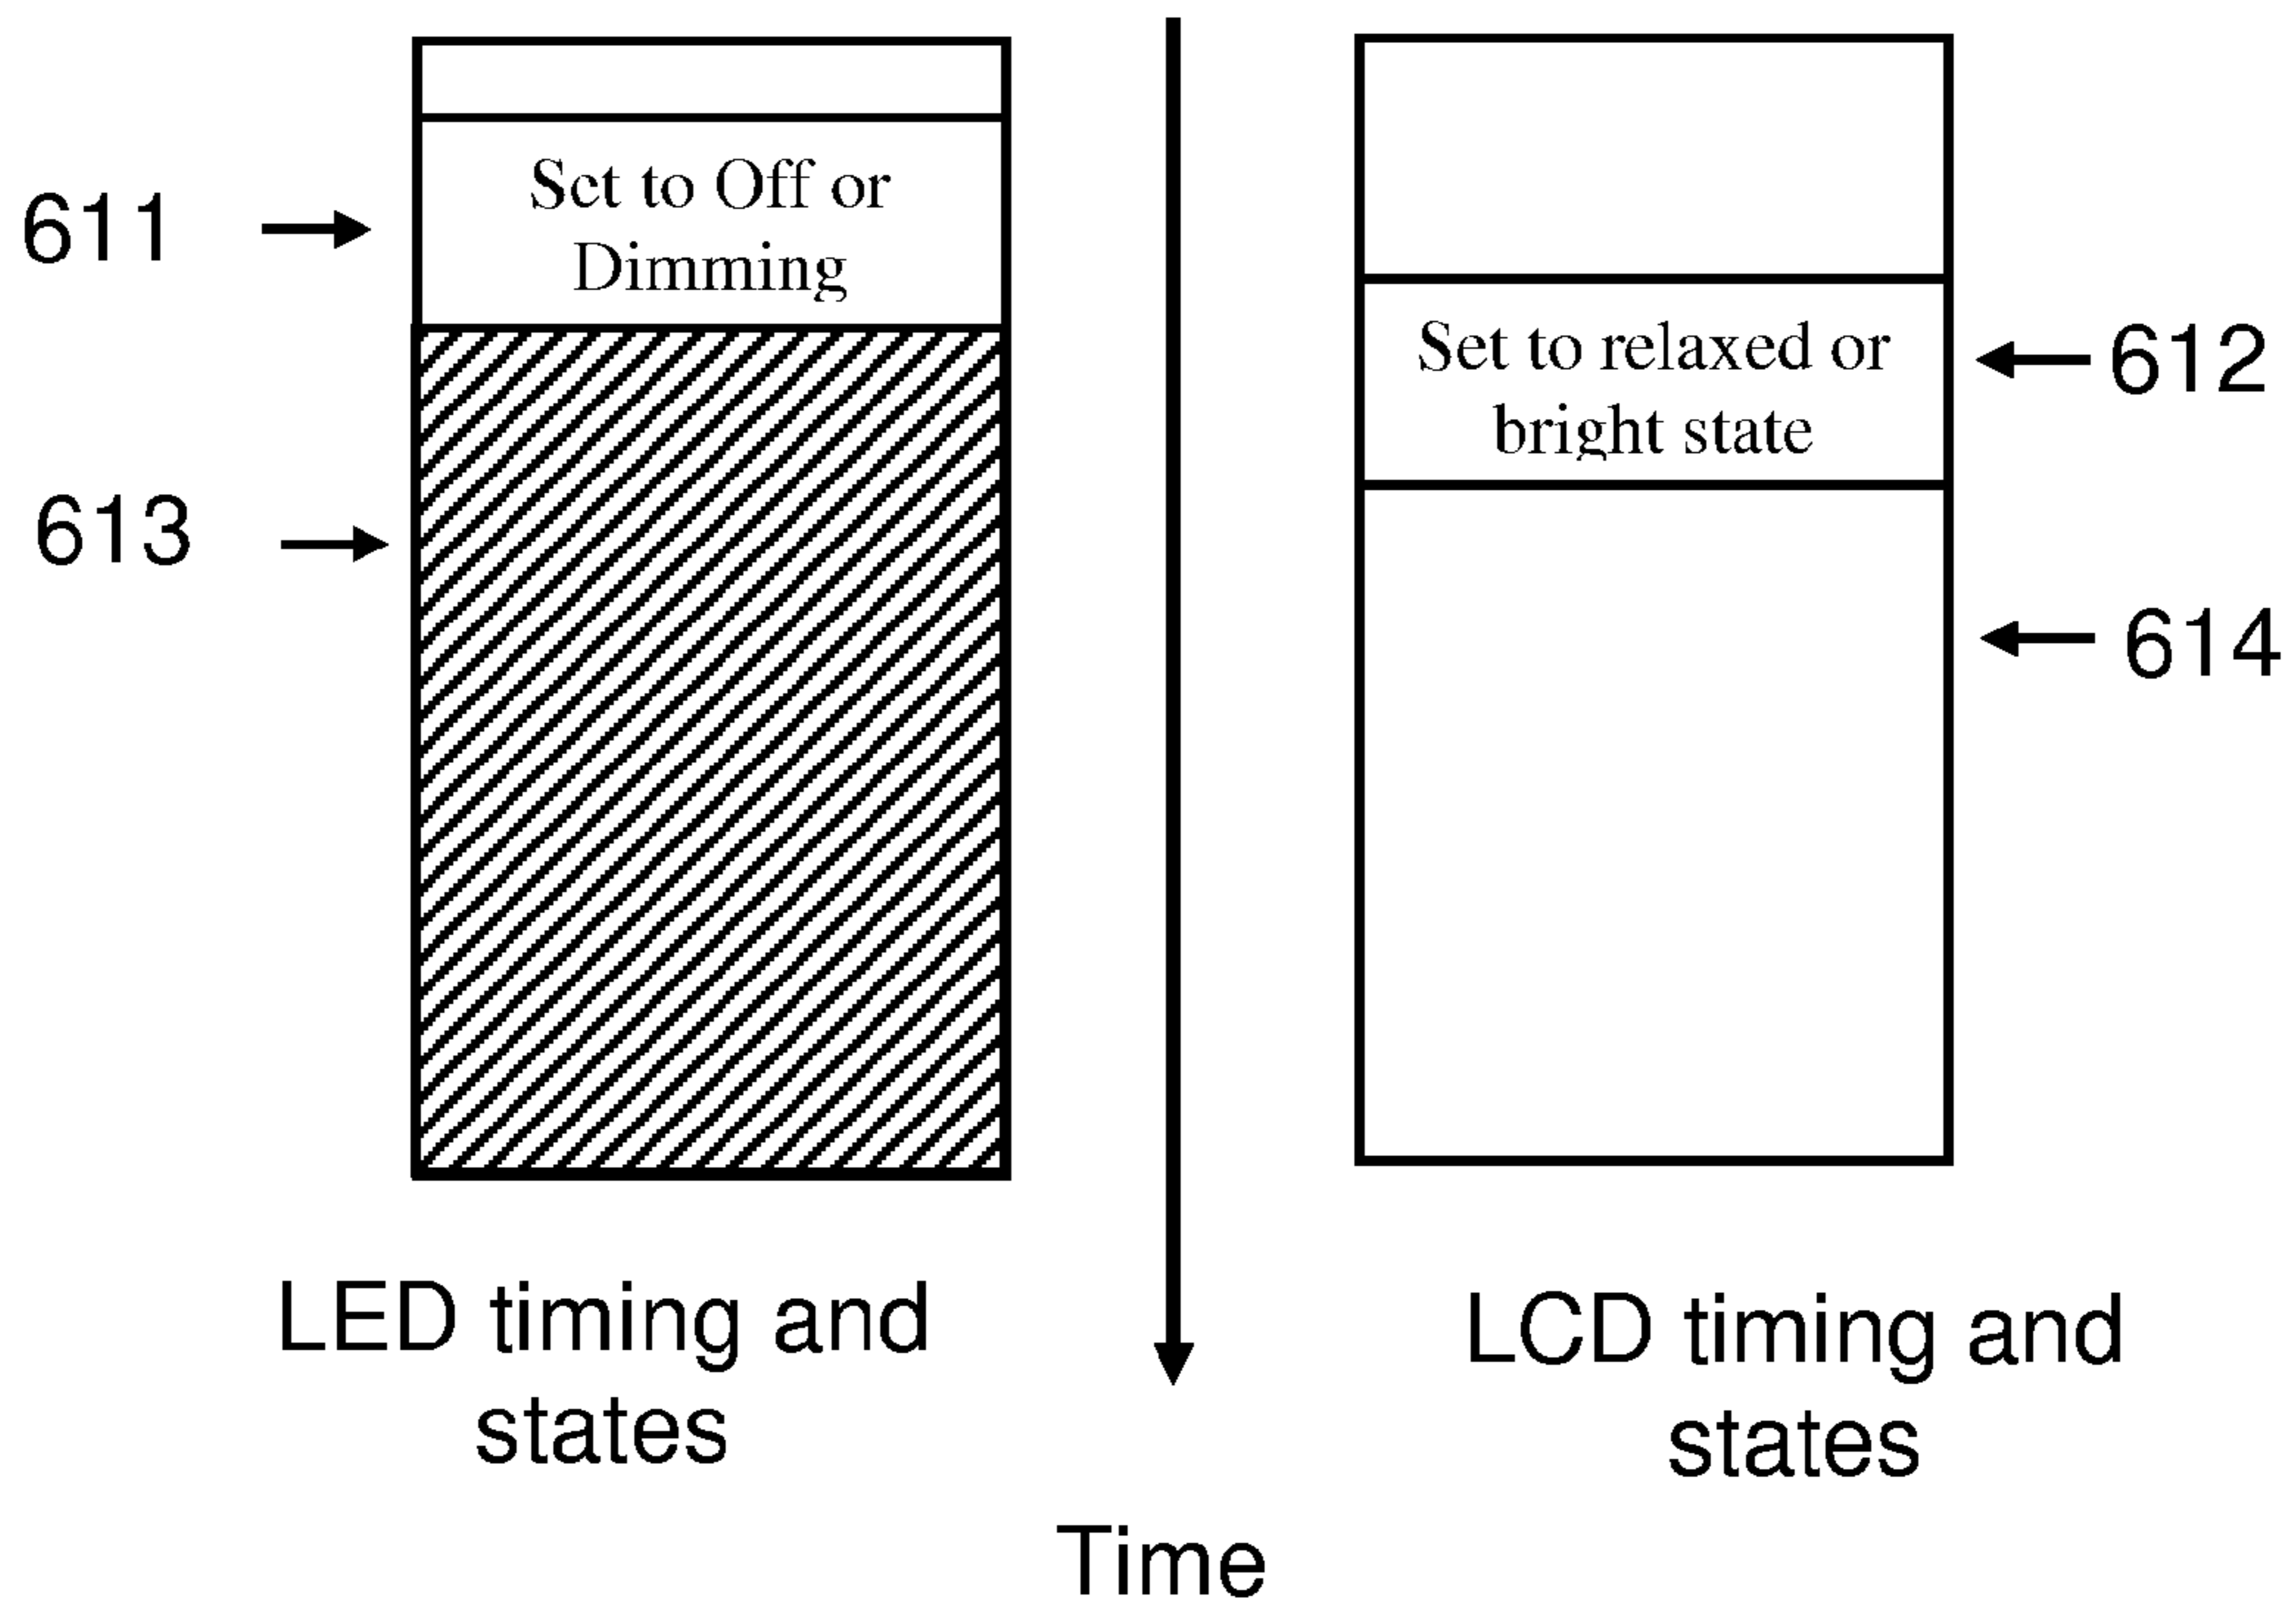 611
Set to Off or
Dimming
Set to relaxed or
bright state
612
613
614
LED timing and
states
LCD timing and
states
Time